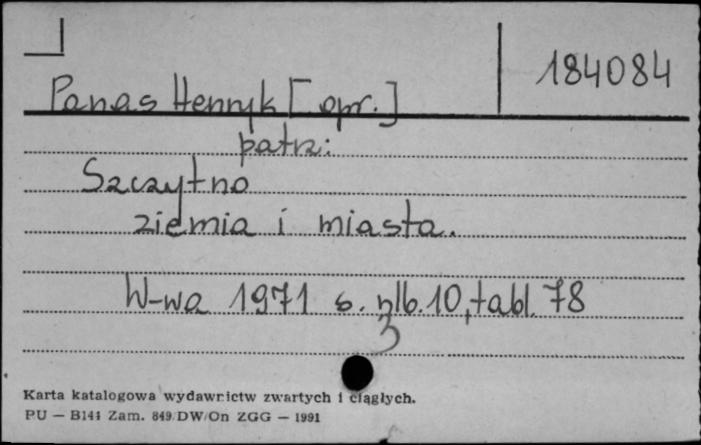 184084
Panas Henryk [opr.]
patrz:
Szczytno
ziemia i miasta.
W-wa 1971 s. nlb. 10, tabl. 78
3
Karta katalogowa wydawnictw zwartych i ciągłych.
PU — B141 Zam. 849/DW/On ZGG — 1991